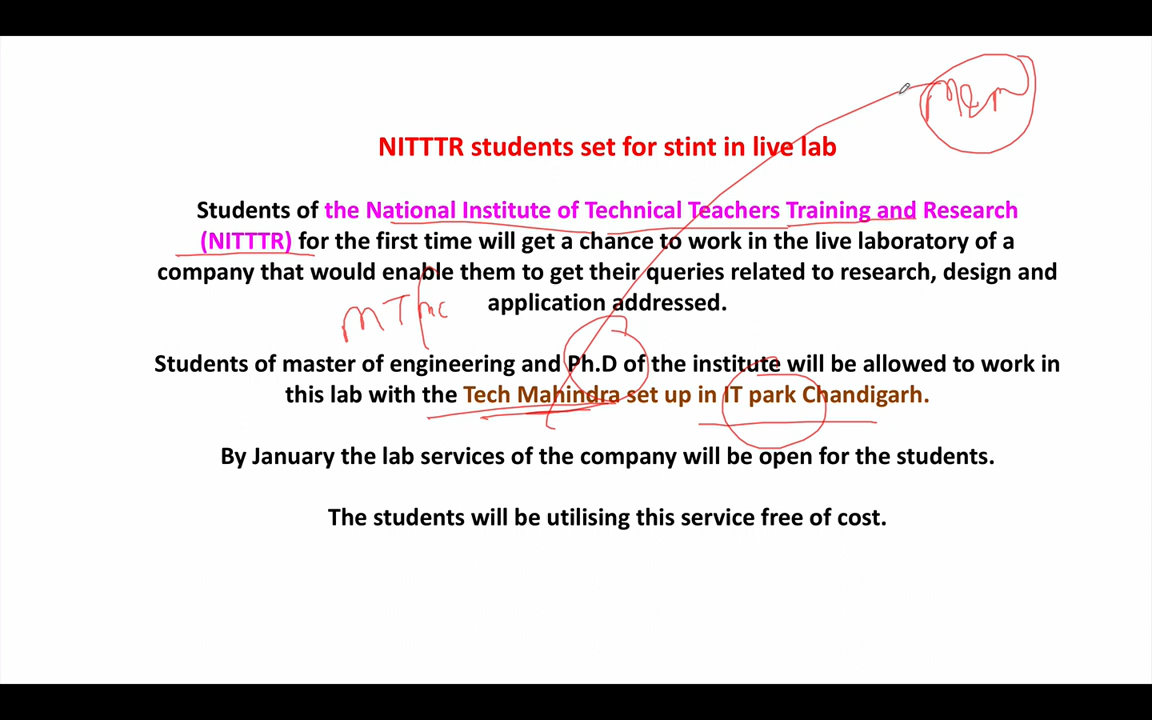 NITTTR students set for stint in live lab
Students of the National Institute of Technical Teachers Training and Research
(NITTTR) for the first time will get a chance to work in the live laboratory of a
company that would enable them to get their queries related to research, design and
application addressed.
Students of master of engineering and Ph.D of the institute will be allowed to work in
this lab with the Tech Mahindra set up in IT park Chandigarh.
By January the lab services of the company will be open for the students.
The students will be utilising this service free of cost.